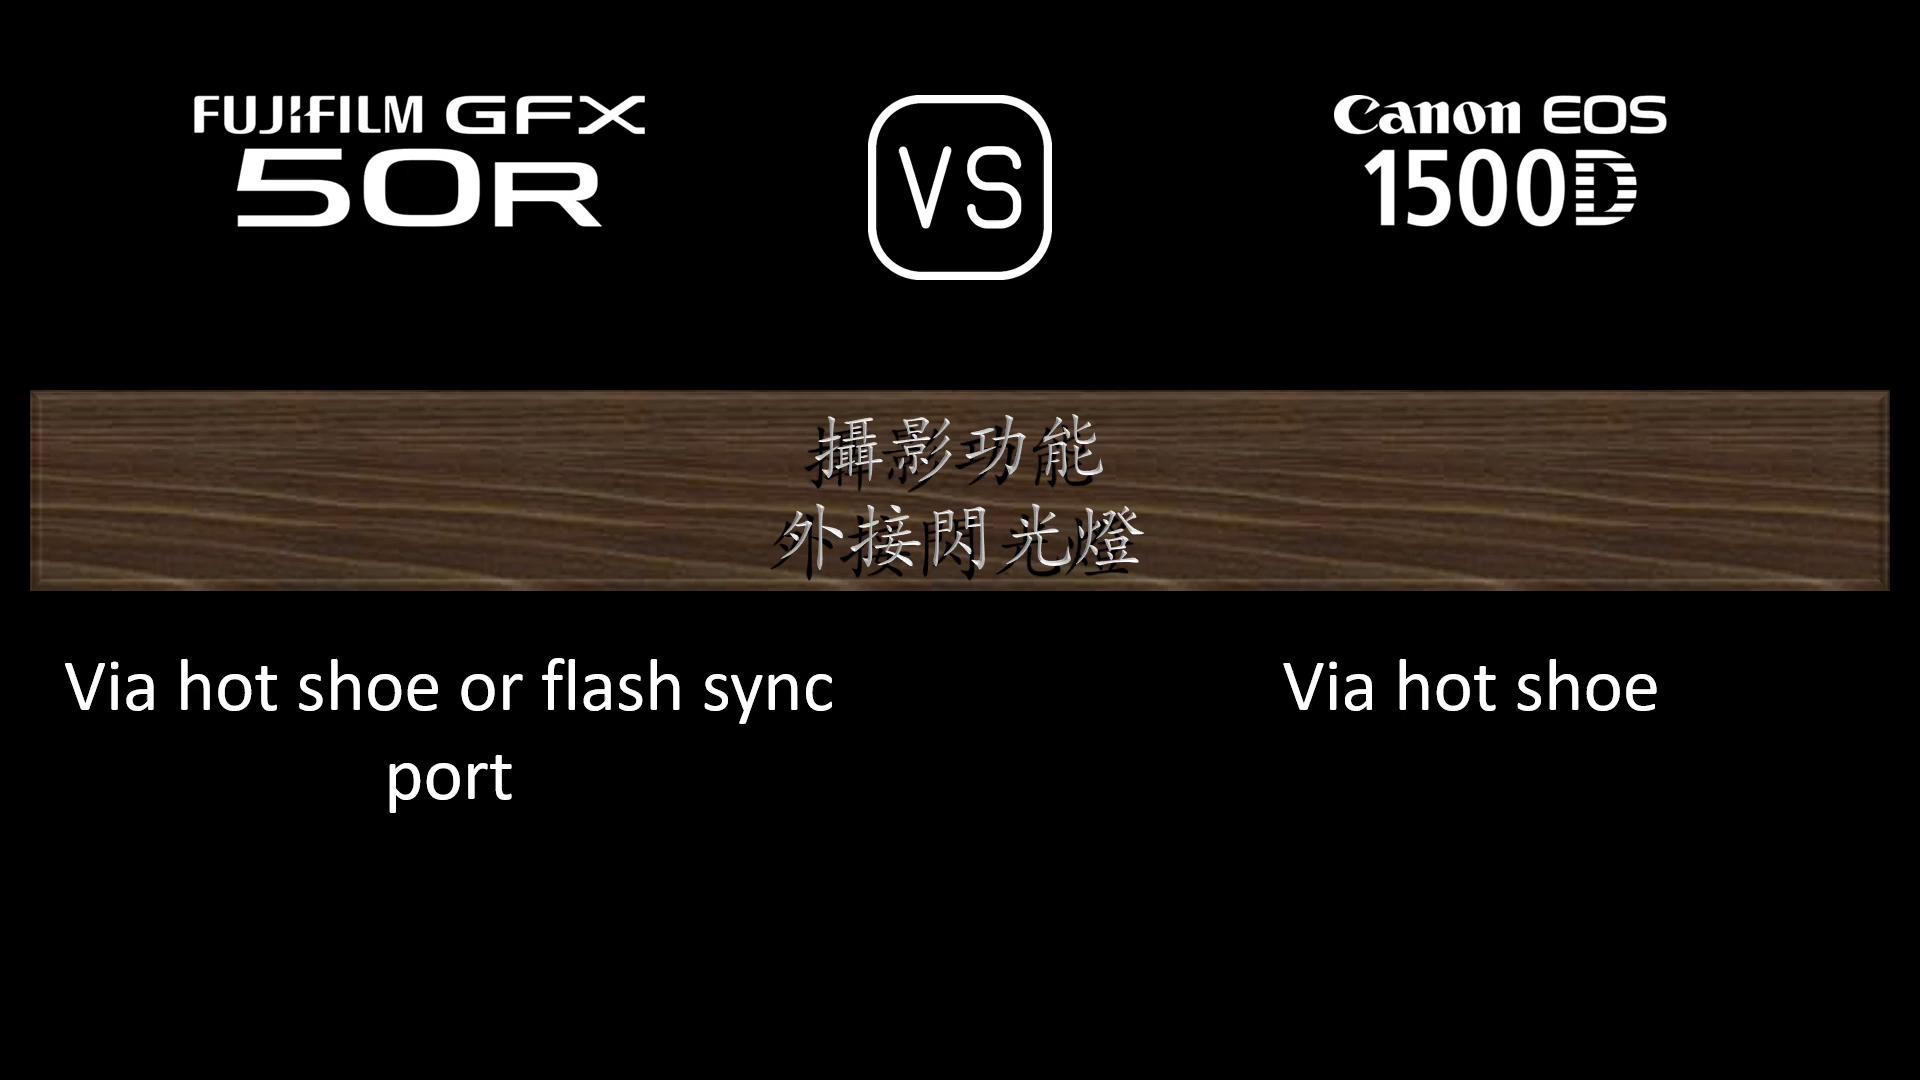 FUJIFILM GFX
50R
VS
Canon EOS
1500D
攝影功能
外接閃光燈
Via hot shoe or flash sync
port
Via hot shoe